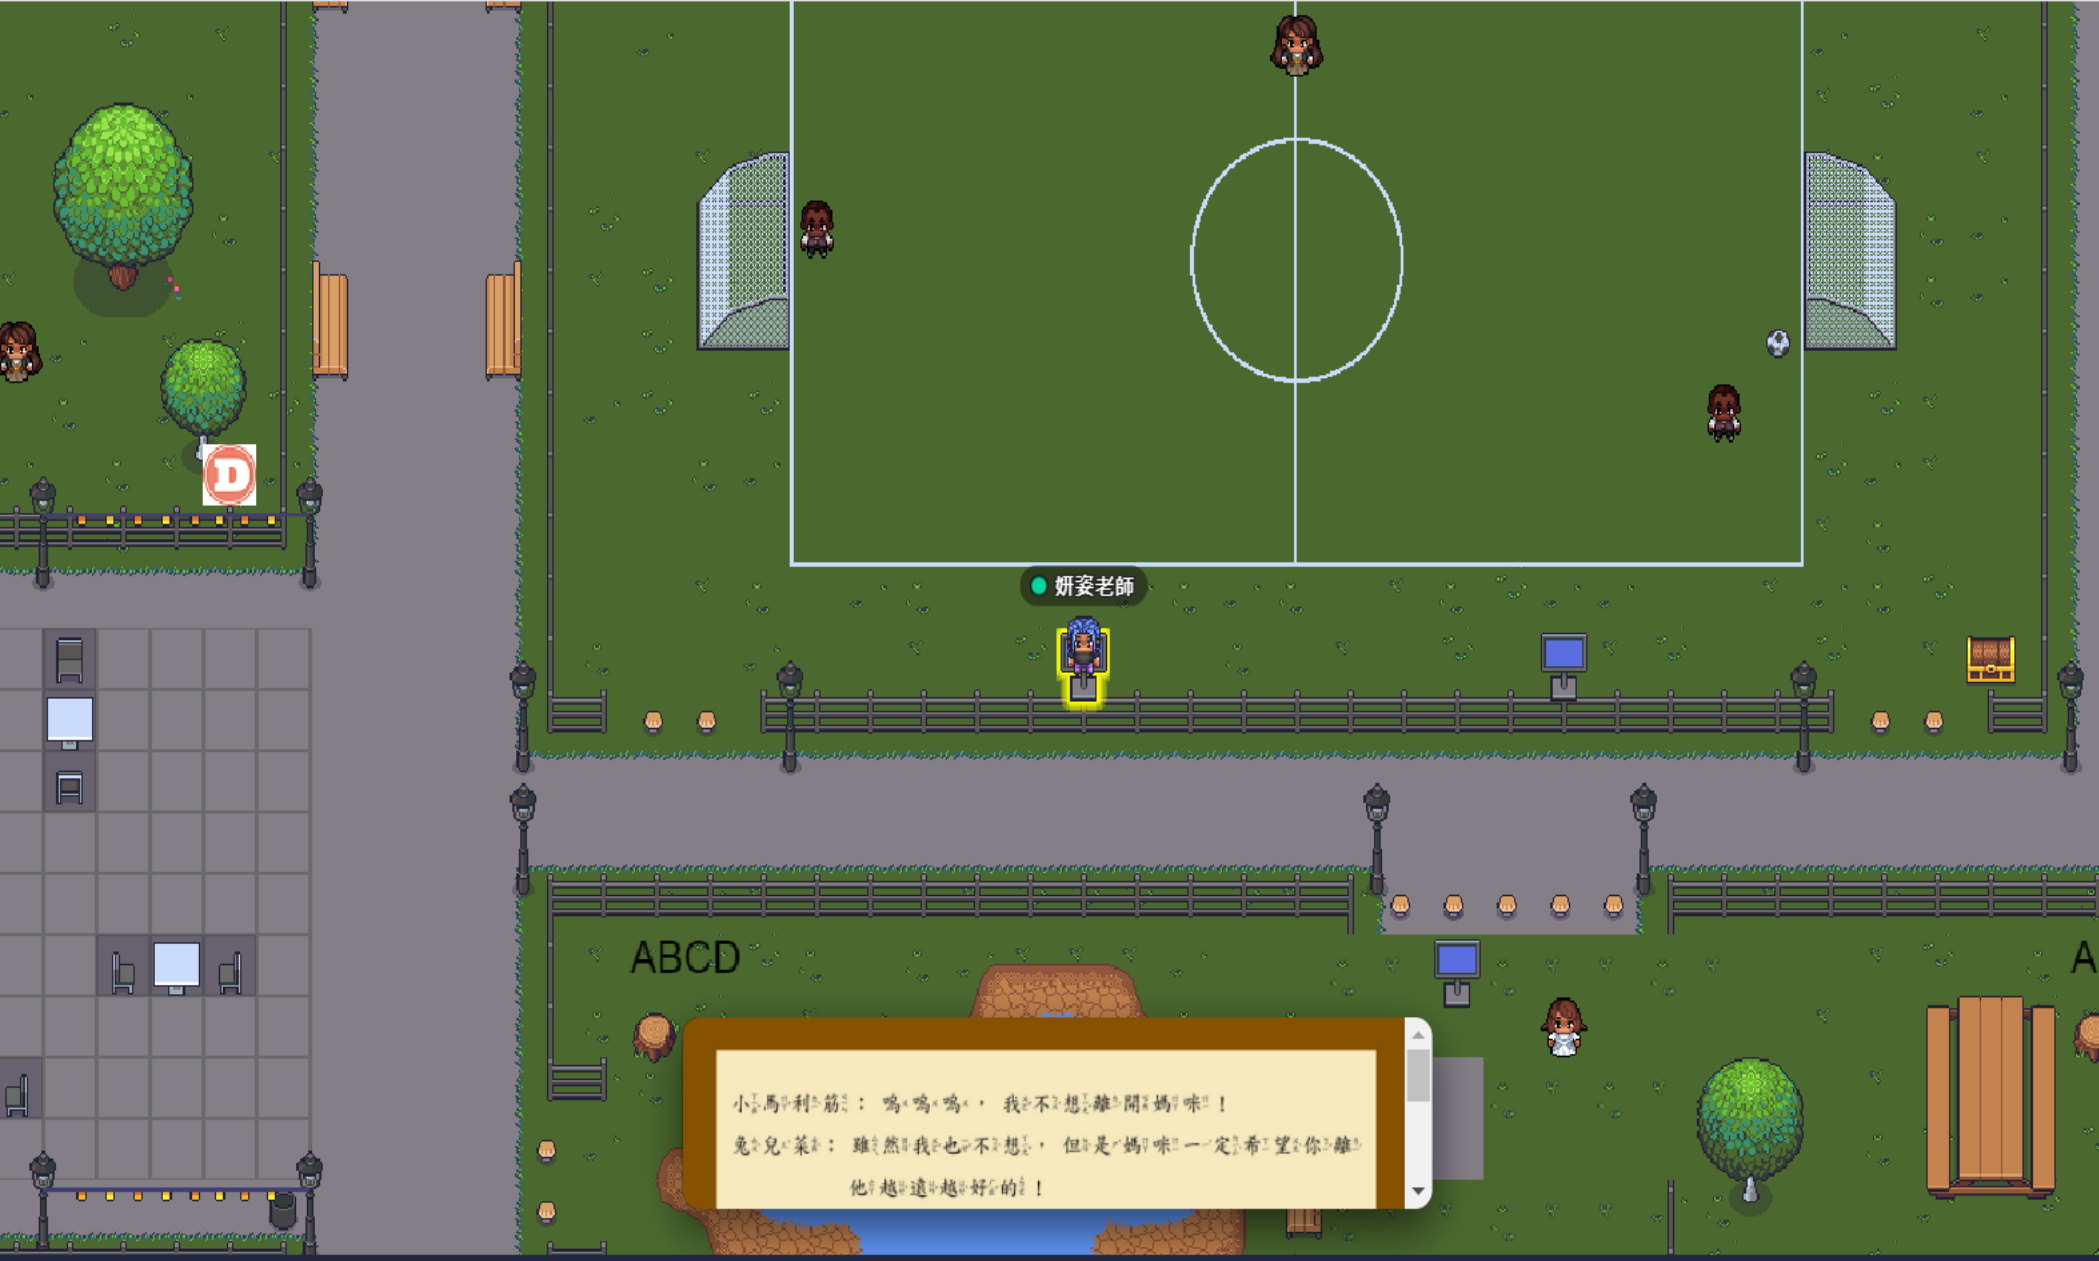 D
妍姿老師
ABCD
A
小馬利筋：嗚嗚嗚，我不想離開媽咪！
兔兒菜：雖然我也不想，但是媽咪一定希望你離
他越遠越好的！